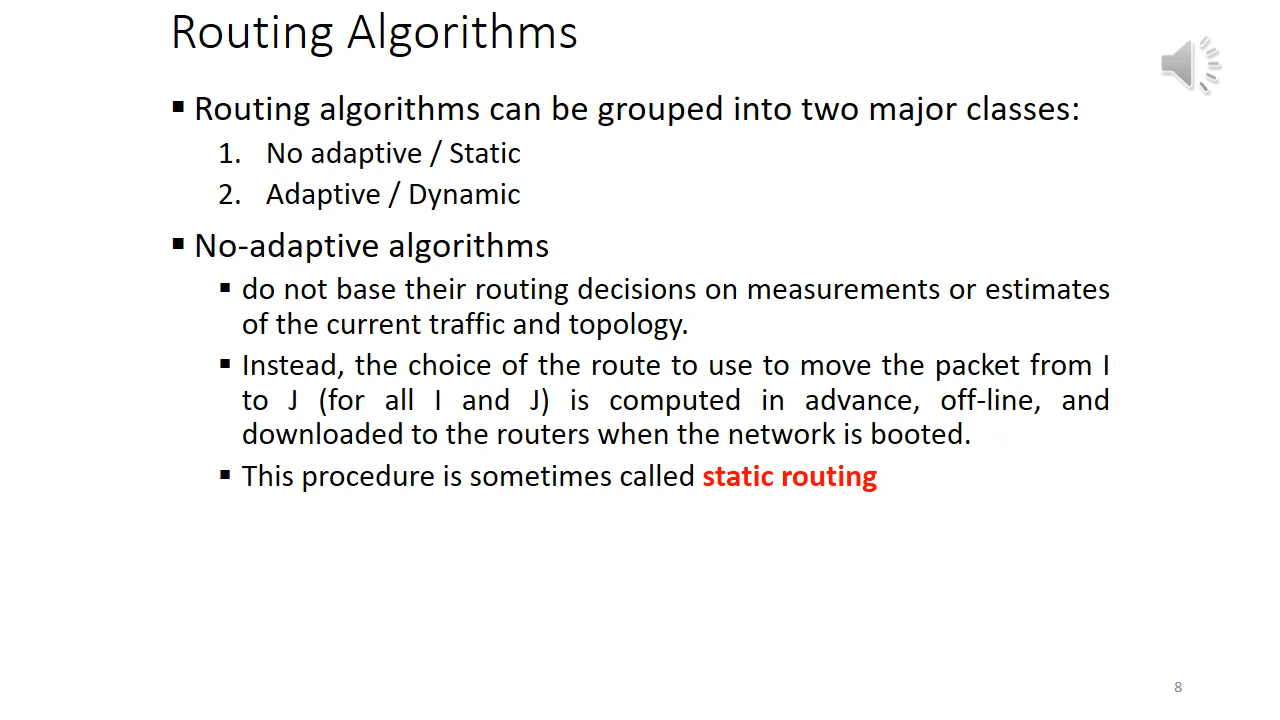 Routing Algorithms
▪ Routing algorithms can be grouped into two major classes:
1. No adaptive / Static
2. Adaptive / Dynamic
▪ No-adaptive algorithms
▪ do not base their routing decisions on measurements or estimates
of the current traffic and topology.
▪ Instead, the choice of the route to use to move the packet from I
to J (for all I and J) is computed in advance, off-line, and
downloaded to the routers when the network is booted.
▪ This procedure is sometimes called static routing
8